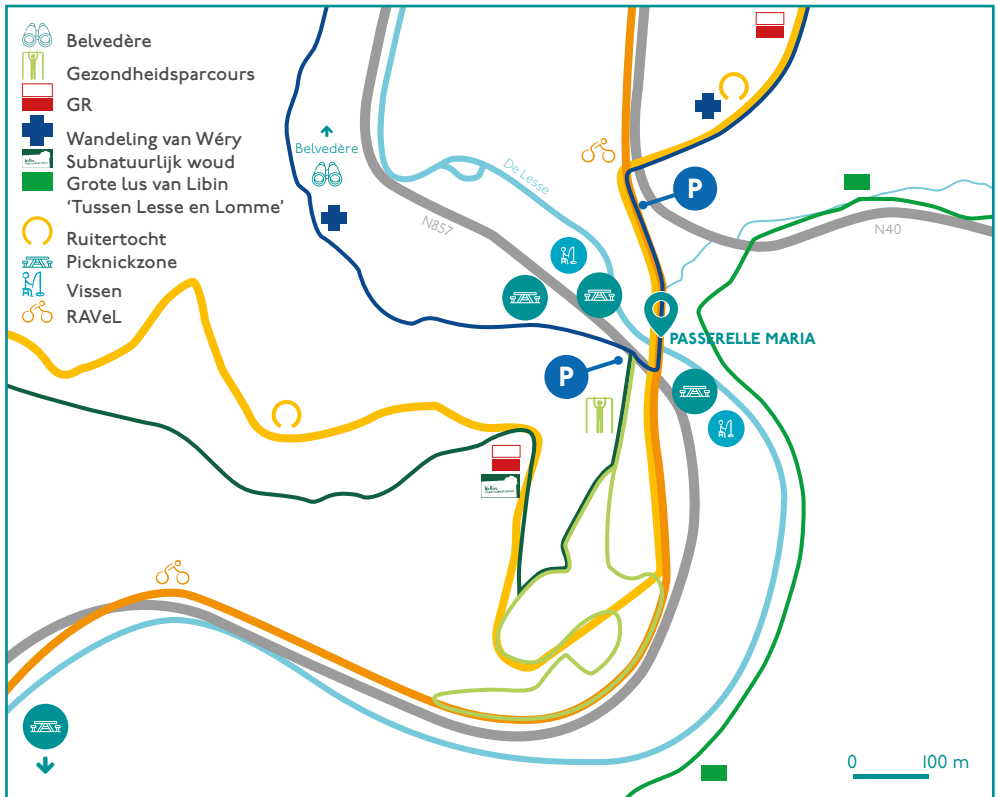 Belvedère
Gezondheidsparcours
GR
Wandeling van Wéry
Subnatuurlijk woud
Grote lus van Libin
‘Tussen Lesse en Lomme’
Ruitertocht
Picknickzone
Vissen
RAVeL
Belvedère
De Lesse
N857
P
N40
PASSERELLE MARIA
P
0 100 m